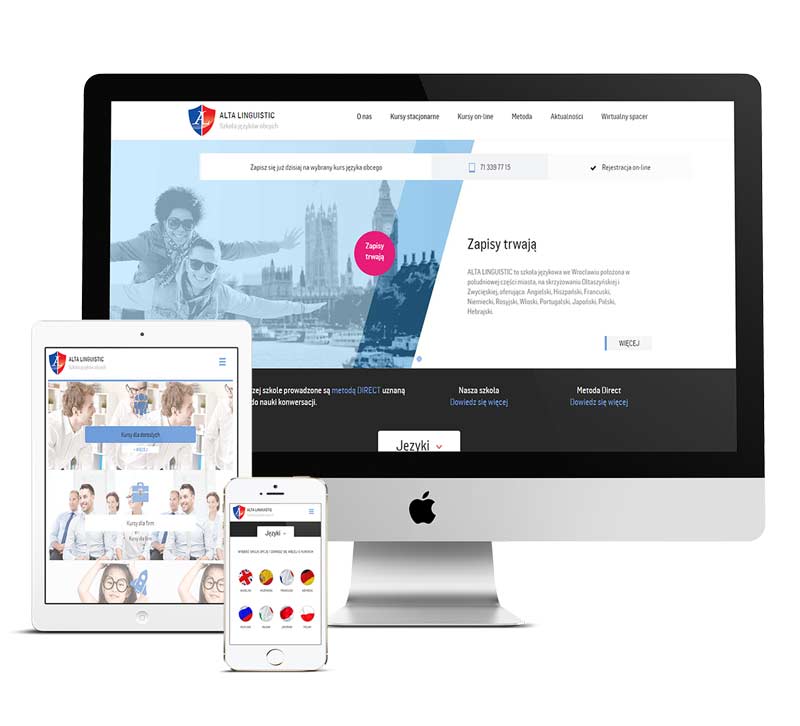 ALTA LINGUISTIC
Szkoła języków obcych
O nas
Kursy stacjonarne
Kursy on-line
Metoda
Aktualności
Wirtualny spacer
Zapisz się już dzisiaj na wybrany kurs języka obcego
71 339 77 15
Rejestracja on-line
Zapisy
trwają
Zapisy trwają
ALTA LINGUISTIC to szkoła językowa we Wrocławiu położona w
południowej części miasta, na skrzyżowaniu Ołtaszyńskiej i
Zwycięskiej, oferująca: Angielski, Hiszpański, Francuski,
Niemiecki, Rosyjski, Włoski, Portugalski, Japoński, Polski,
Hebrajski.
WIĘCEJ
zej szkole prowadzone są metodą DIRECT uznaną
do nauki konwersacji.
Nasza szkoła
Dowiedz się więcej
Metoda Direct
Dowiedz się więcej
Języki
ALTA LINGUISTIC
Szkoła języków obcych
Kursy dla dorosłych
Kursy dla firm
Kursy dla firm
ALTA LINGUISTIC
Języki